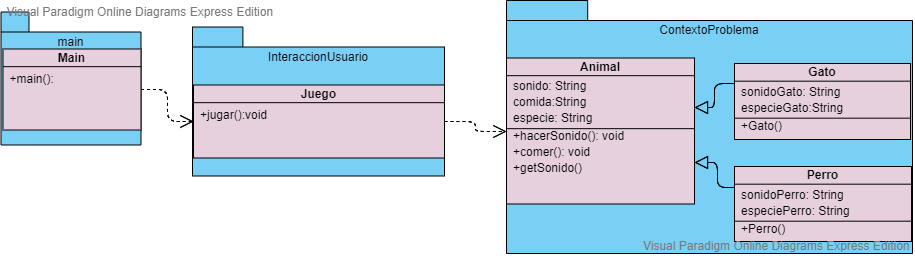 Visual Paradigm Online Diagrams Express Edition
main
Main
+main():
InteraccionUsuario
Juego
+jugar():void
ContextoProblema
Animal
sonido: String
comida:String
especie: String
+hacerSonido(): void
+comer(): void
+getSonido()
Gato
sonidoGato: String
especieGato:String
+Gato()
Perro
sonidoPerro: String
especiePerro: String
+Perro()
Visual Paradigm Online Diagrams Express Edition